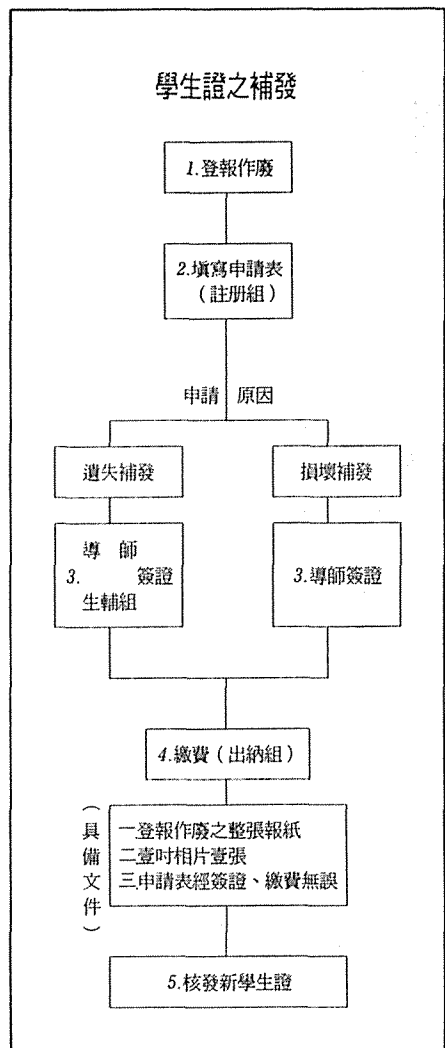 學生證之補發
1.登報作廢
2.填寫申請表
(註册組)
申請 原因
遺失補發
損壞補發
導 師
3. 簽證
生輔組
3.導師簽證
4.繳費(出納組)
(具備文件)
一登報作廢之整張報紙
二壹吋相片壹張
三申請表經簽證、繳費無誤
5.核發新學生證